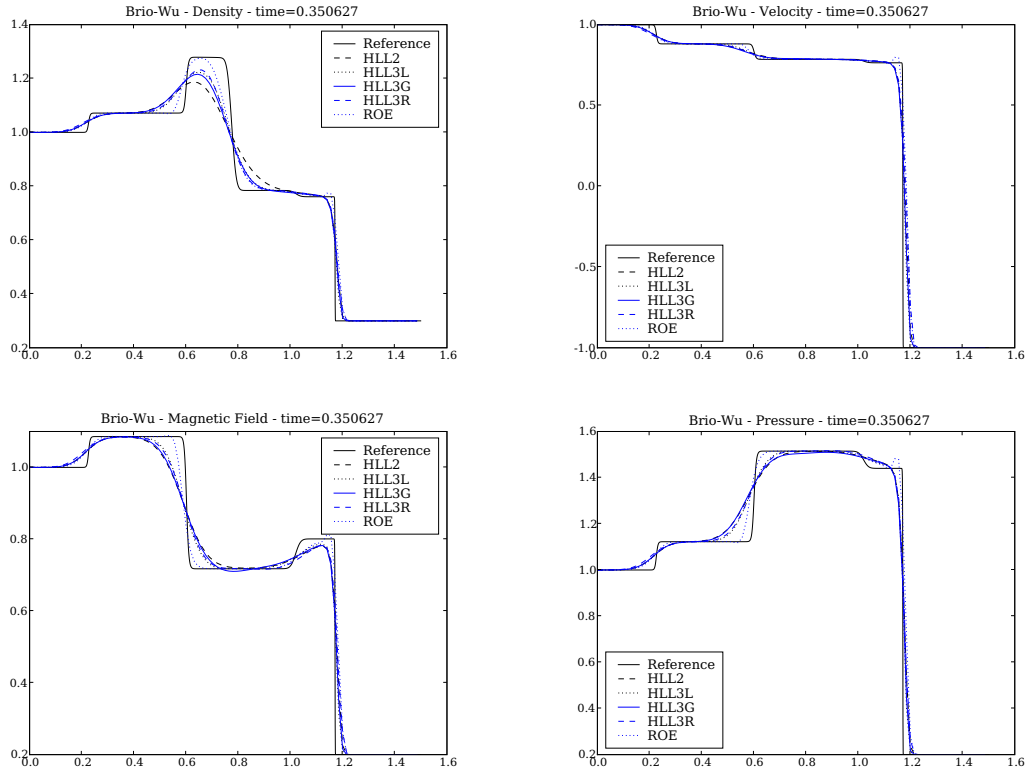 Brio-Wu - Density - time=0.350627
1.4
1.2
1.0
0.8
0.6
0.4
0.2
0.0 0.2 0.4 0.6 0.8 1.0 1.2 1.4 1.6
Reference
HLL2
HLL3L
HLL3G
HLL3R
ROE
Brio-Wu - Velocity - time=0.350627
1.0
0.5
0.0
-0.5
-1.0
0.0 0.2 0.4 0.6 0.8 1.0 1.2 1.4 1.6
Reference
HLL2
HLL3L
HLL3G
HLL3R
ROE
Brio-Wu - Magnetic Field - time=0.350627
1.0
0.8
0.6
0.4
0.2
0.0 0.2 0.4 0.6 0.8 1.0 1.2 1.4 1.6
Reference
HLL2
HLL3L
HLL3G
HLL3R
ROE
Brio-Wu - Pressure - time=0.350627
1.6
1.4
1.2
1.0
0.8
0.6
0.4
0.2
0.0 0.2 0.4 0.6 0.8 1.0 1.2 1.4 1.6
Reference
HLL2
HLL3L
HLL3G
HLL3R
ROE